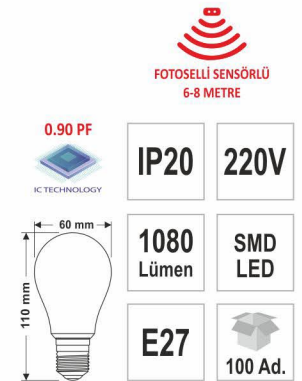 FOTOSELLİ SENSÖRLÜ
6-8 METRE
0.90 PF
IC TECHNOLOGY
IP20
220V
60 mm
110 mm
1080
Lümen
SMD
LED
E27
100 Ad.